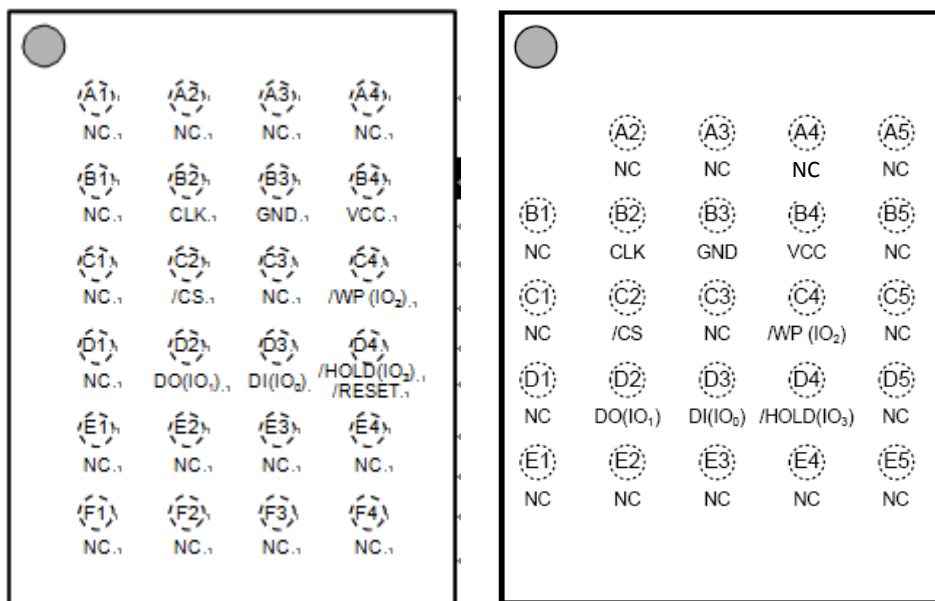 A1 A2 A3 A4
NC NC NC NC
B1 B2 B3 B4
NC CLK GND VCC
C1 C2 C3 C4
NC /CS NC /WP (IO₂)
D1 D2 D3 D4
NC DO(IO₁) DI(IO₀) /HOLD(IO₃)
/RESET
E1 E2 E3 E4
NC NC NC NC
F1 F2 F3 F4
NC NC NC NC
A2 A3 A4 A5
NC NC NC NC
B1 B2 B3 B4 B5
NC CLK GND VCC NC
C1 C2 C3 C4 C5
NC /CS NC /WP (IO₂) NC
D1 D2 D3 D4 D5
NC DO(IO₁) DI(IO₀) /HOLD(IO₃) NC
E1 E2 E3 E4 E5
NC NC NC NC NC